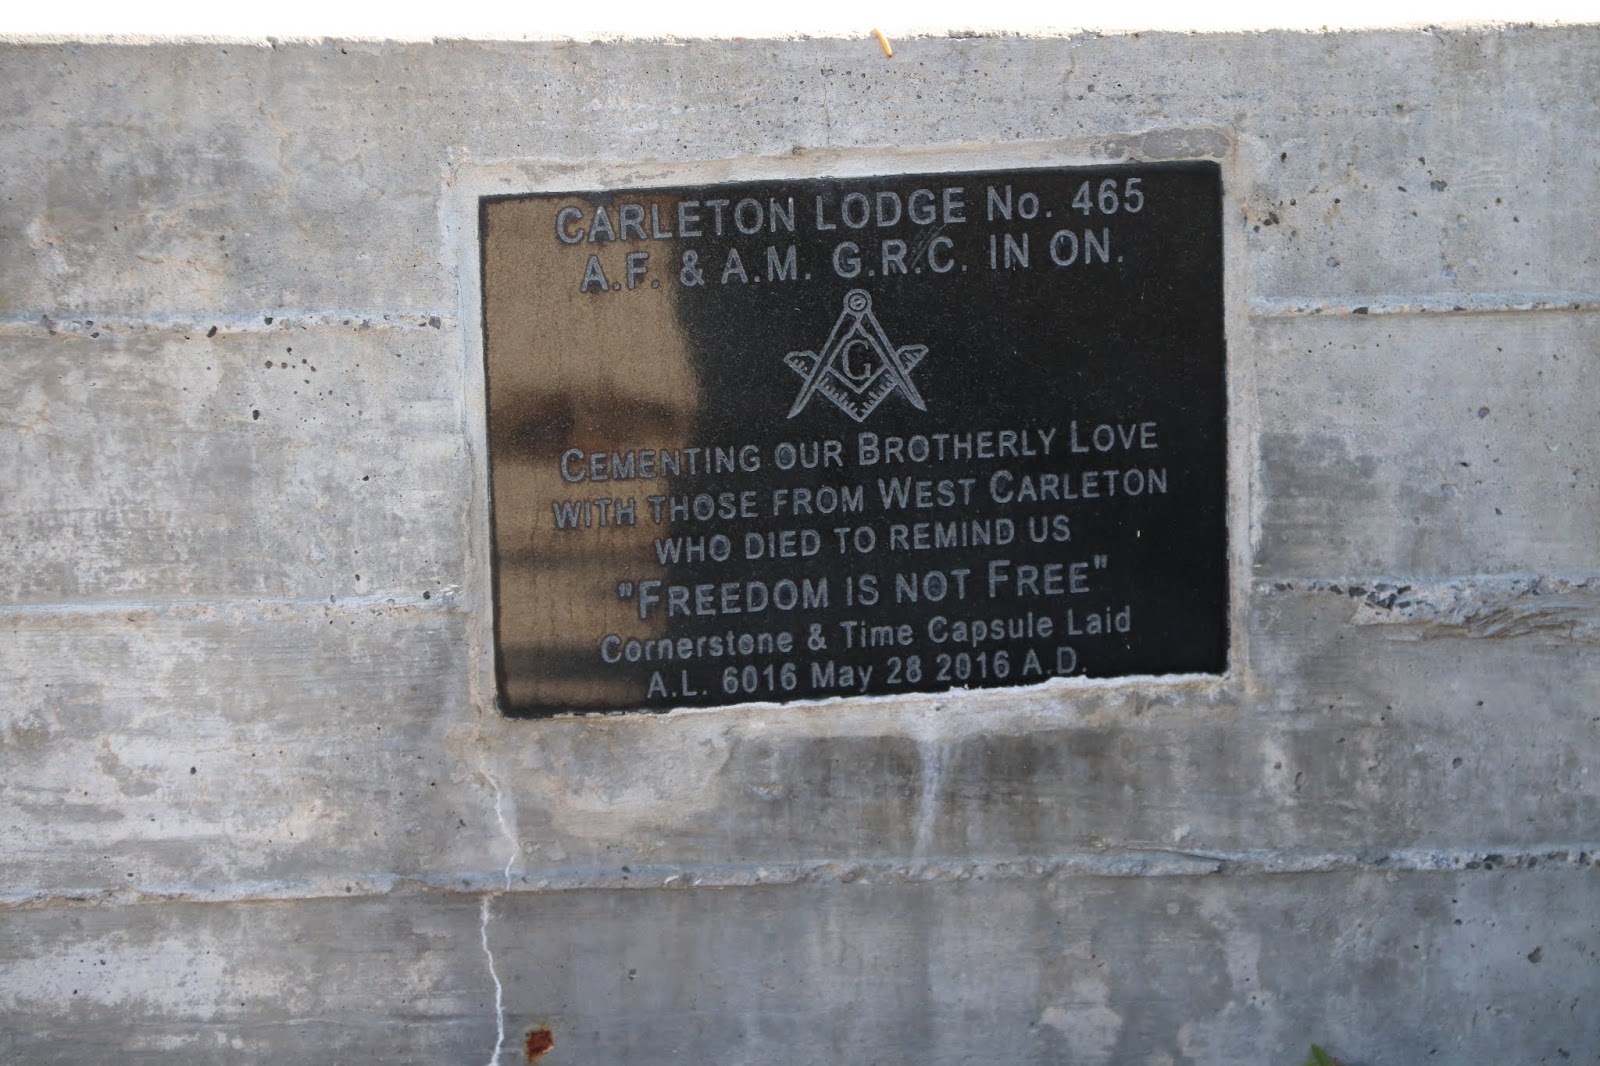 CARLETON LODGE No. 465
A.F. & A.M. G.R.C. IN ON.
G
CEMENTING OUR BROTHERLY LOVE
WITH THOSE FROM WEST CARLETON
WHO DIED TO REMIND US
"FREEDOM IS NOT FREE"
Cornerstone & Time Capsule Laid
A.L. 6016 May 28 2016 A.D.